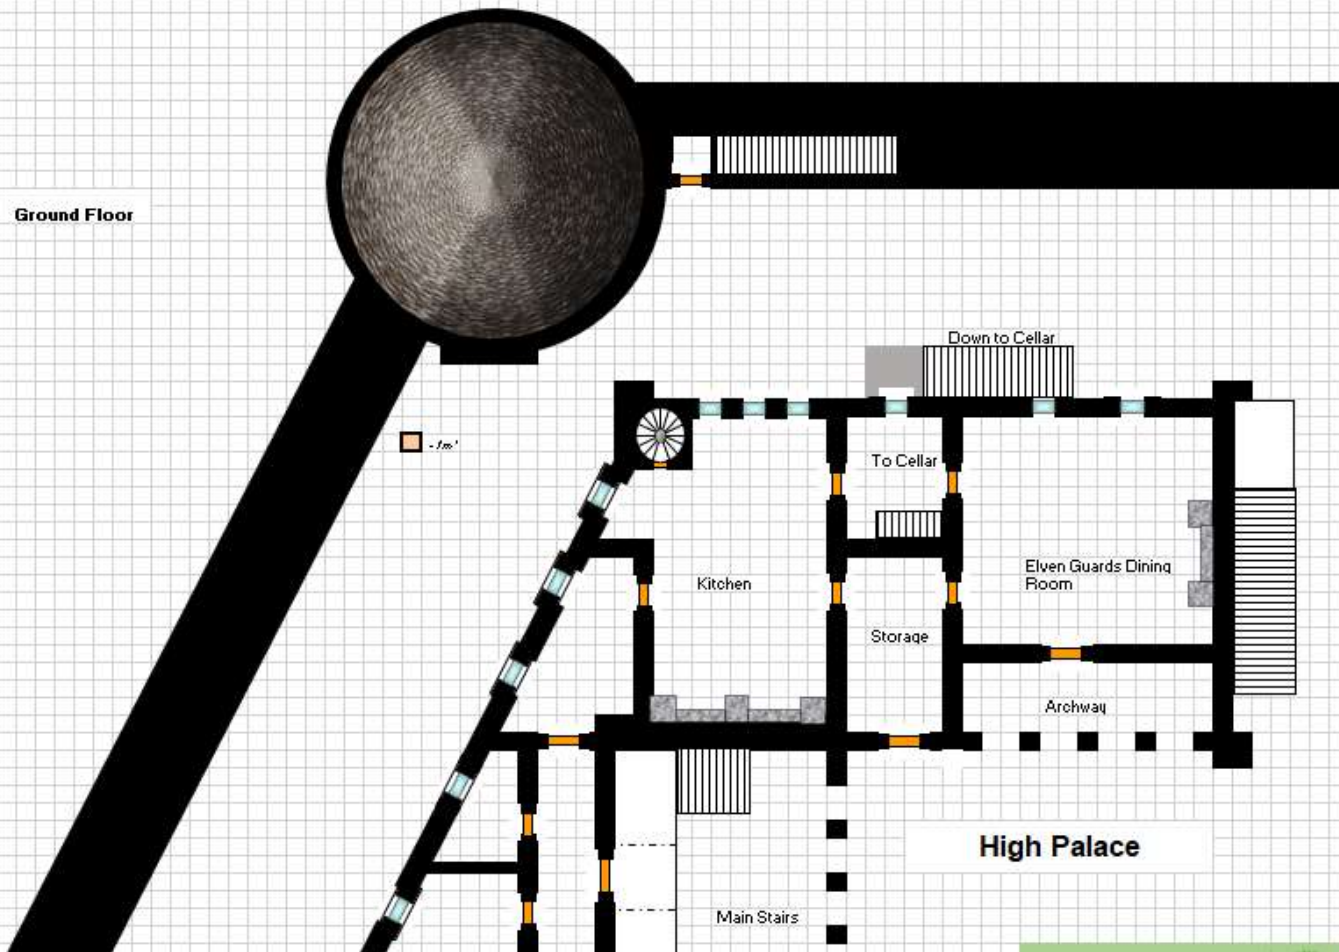 Ground Floor
Down to Cellar
To Cellar
Elven Guards Dining
Room
Kitchen
Storage
Archway
High Palace
Main Stairs